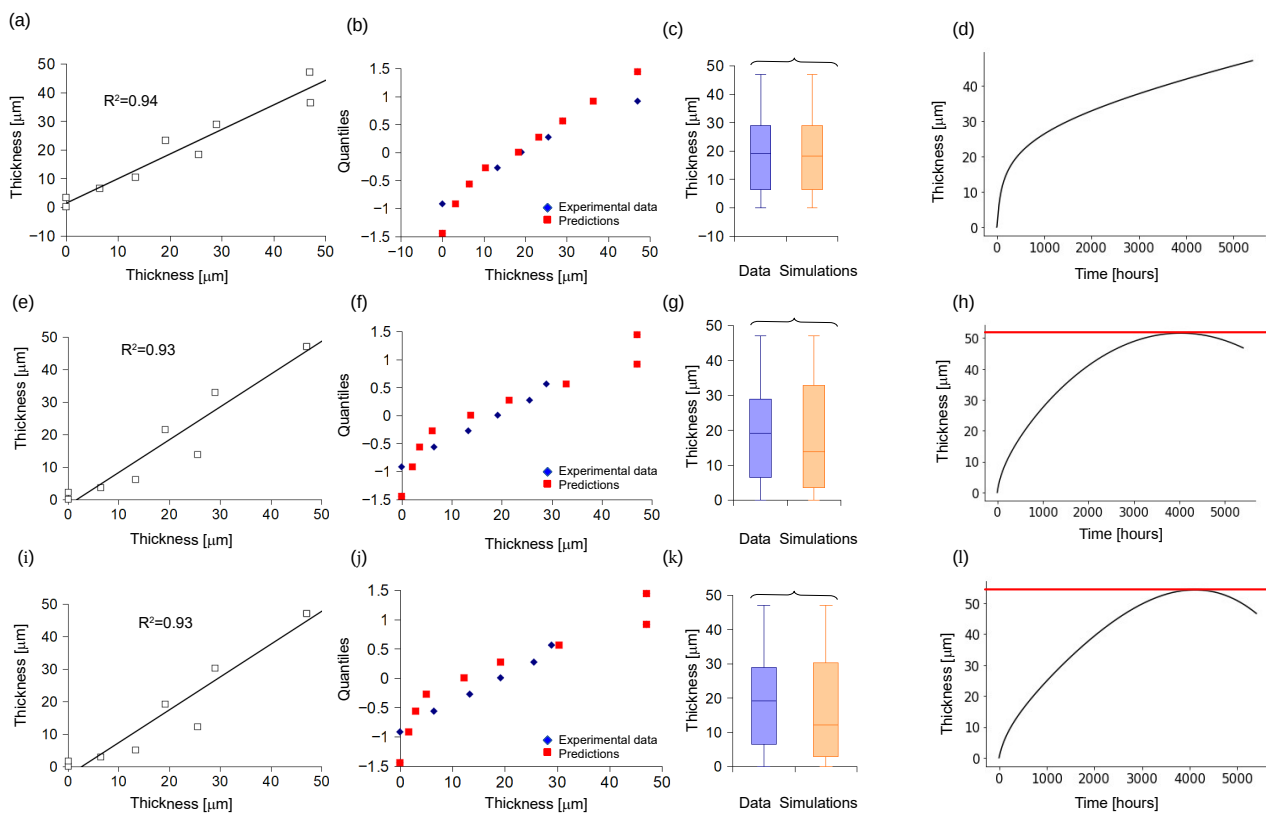 (a)
R²=0.94
Thickness [μm]
50
40
30
20
10
0
−10
0 10 20 30 40 50
Thickness [μm]
(b)
Quantiles
1.5
1
0.5
0
−0.5
−1
−1.5
Experimental data
Predictions
−10 0 10 20 30 40 50
Thickness [μm]
(c)
Thickness [μm]
50
40
30
20
10
0
−10
Data Simulations
(d)
Thickness [μm]
40
30
20
10
0
0 1000 2000 3000 4000 5000
Time [hours]
(e)
R²=0.93
Thickness [μm]
50
40
30
20
10
0
0 10 20 30 40 50
Thickness [μm]
(f)
Quantiles
1.5
1
0.5
0
−0.5
−1
−1.5
Experimental data
Predictions
0 10 20 30 40 50
Thickness [μm]
(g)
Thickness [μm]
50
40
30
20
10
0
Data Simulations
(h)
Thickness [μm]
50
40
30
20
10
0
0 1000 2000 3000 4000 5000
Time [hours]
(i)
R²=0.93
Thickness [μm]
50
40
30
20
10
0
0 10 20 30 40 50
Thickness [μm]
(j)
Quantiles
1.5
1
0.5
0
−0.5
−1
−1.5
Experimental data
Predictions
0 10 20 30 40 50
Thickness [μm]
(k)
Thickness [μm]
50
40
30
20
10
0
Data Simulations
(l)
Thickness [μm]
50
40
30
20
10
0
0 1000 2000 3000 4000 5000
Time [hours]